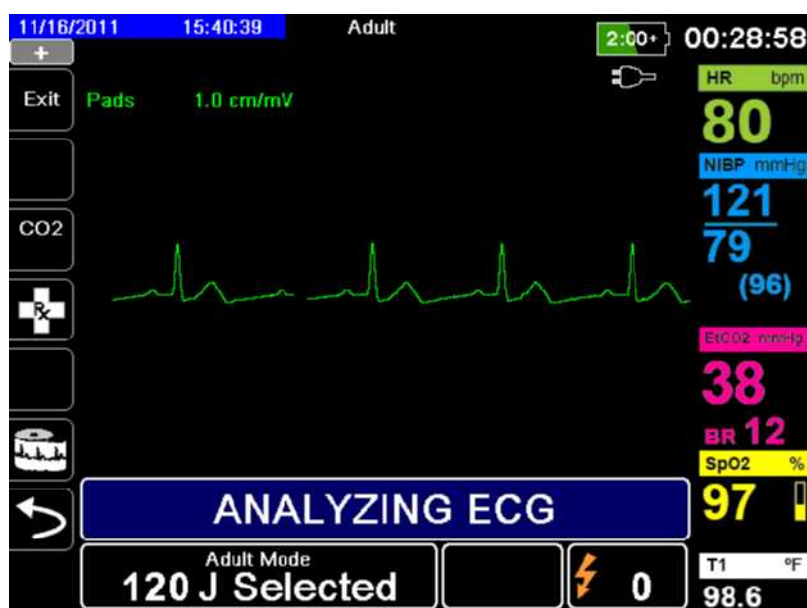 11/16/2011 15:40:39 Adult 2:00+ 00:28:58
+
Exit
Pads 1.0 cm/mV
CO2
Rx
HR bpm
80
NIBP mmHg
121
79
(96)
EtCO2 mmHg
38
BR 12
SpO2 %
97
T1 ºF
98.6
ANALYZING ECG
Adult Mode
120 J Selected
0